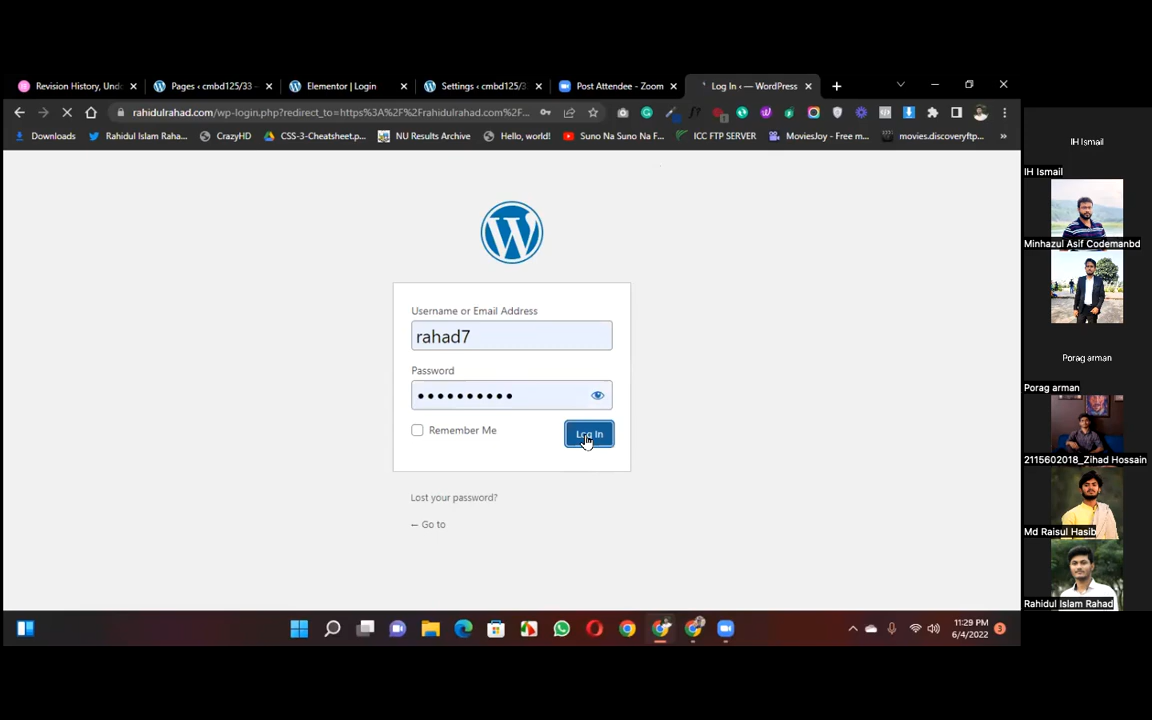 Revision History, Und
Pages ‹ cmbd125/33 –
Elementor | Login
Settings ‹ cmbd125/3
Post Attendee - Zoom
Log In ‹ — WordPress
rahidulrahad.com/wp-login.php?redirect_to=https%3A%2F%2Frahidulrahad.com%2F...
Downloads
Rahidul Islam Raha...
CrazyHD
CSS-3-Cheatsheet.p...
NU Results Archive
Hello, world!
Suno Na Suno Na F...
ICC FTP SERVER
MoviesJoy - Free m...
movies.discoveryftp...
Username or Email Address
rahad7
Password
Remember Me
Log In
Lost your password?
← Go to
IH Ismail
IH Ismail
Minhazul Asif Codemanbd
Porag arman
Porag arman
2115602018_Zihad Hossain
Md Raisul Hasib
Rahidul Islam Rahad
11:29 PM
6/4/2022
3